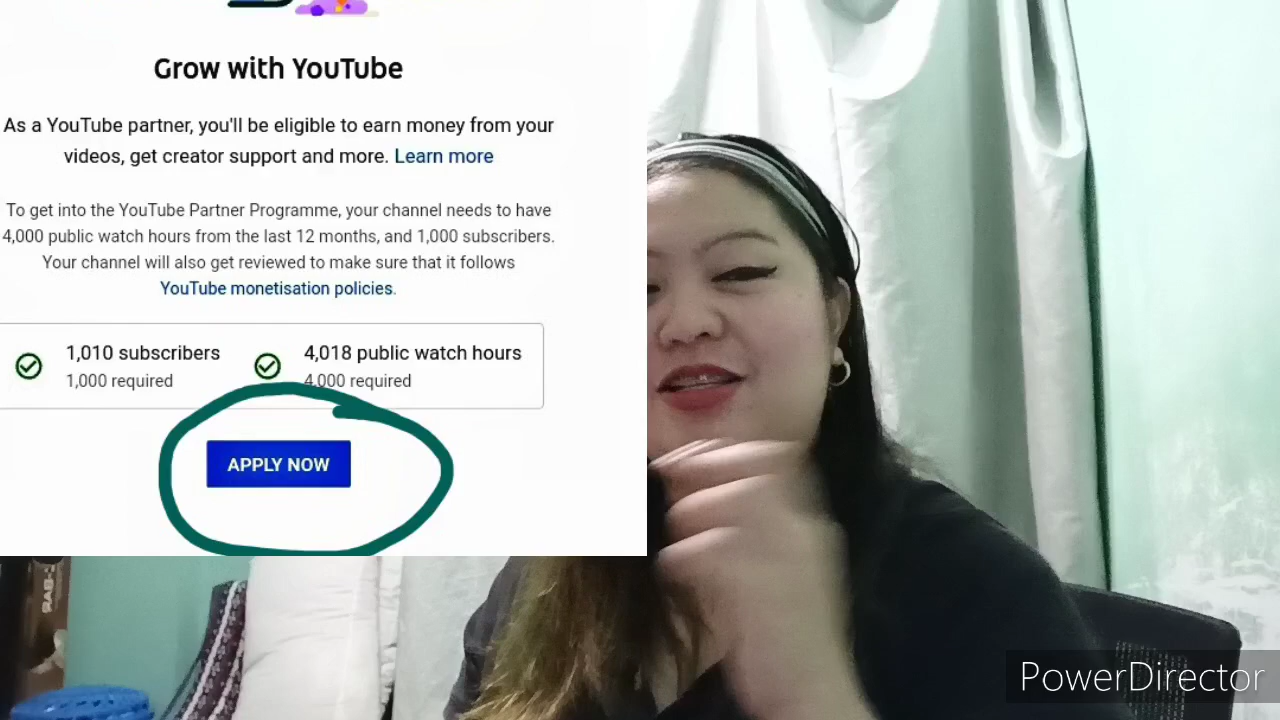 Grow with YouTube
As a YouTube partner, you'll be eligible to earn money from your
videos, get creator support and more. Learn more
To get into the YouTube Partner Programme, your channel needs to have
4,000 public watch hours from the last 12 months, and 1,000 subscribers.
Your channel will also get reviewed to make sure that it follows
YouTube monetisation policies.
1,010 subscribers
1,000 required
4,018 public watch hours
4,000 required
APPLY NOW
PowerDirector